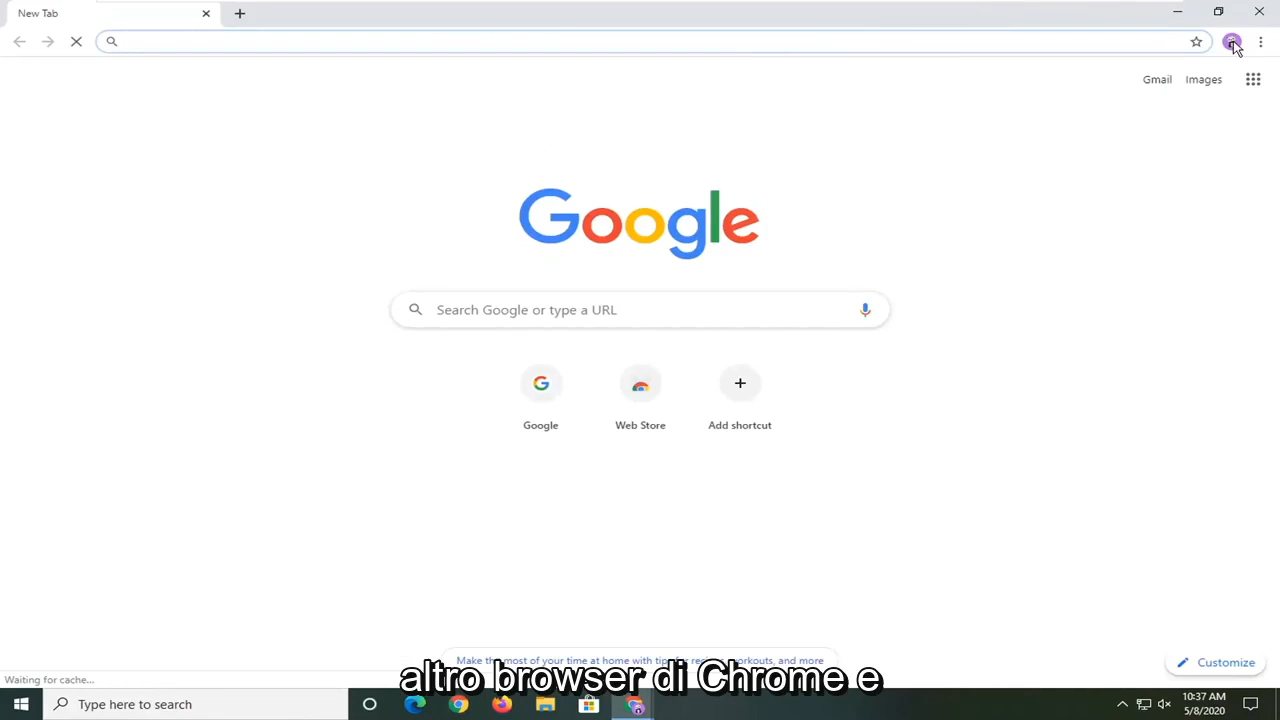 New Tab
Gmail Images
Google
Search Google or type a URL
Google Web Store Add shortcut
Make the most of your time at home with tips for recipes, workouts, and more
Customize
altro browser di Chrome e
Waiting for cache...
Type here to search
10:37 AM
5/8/2020